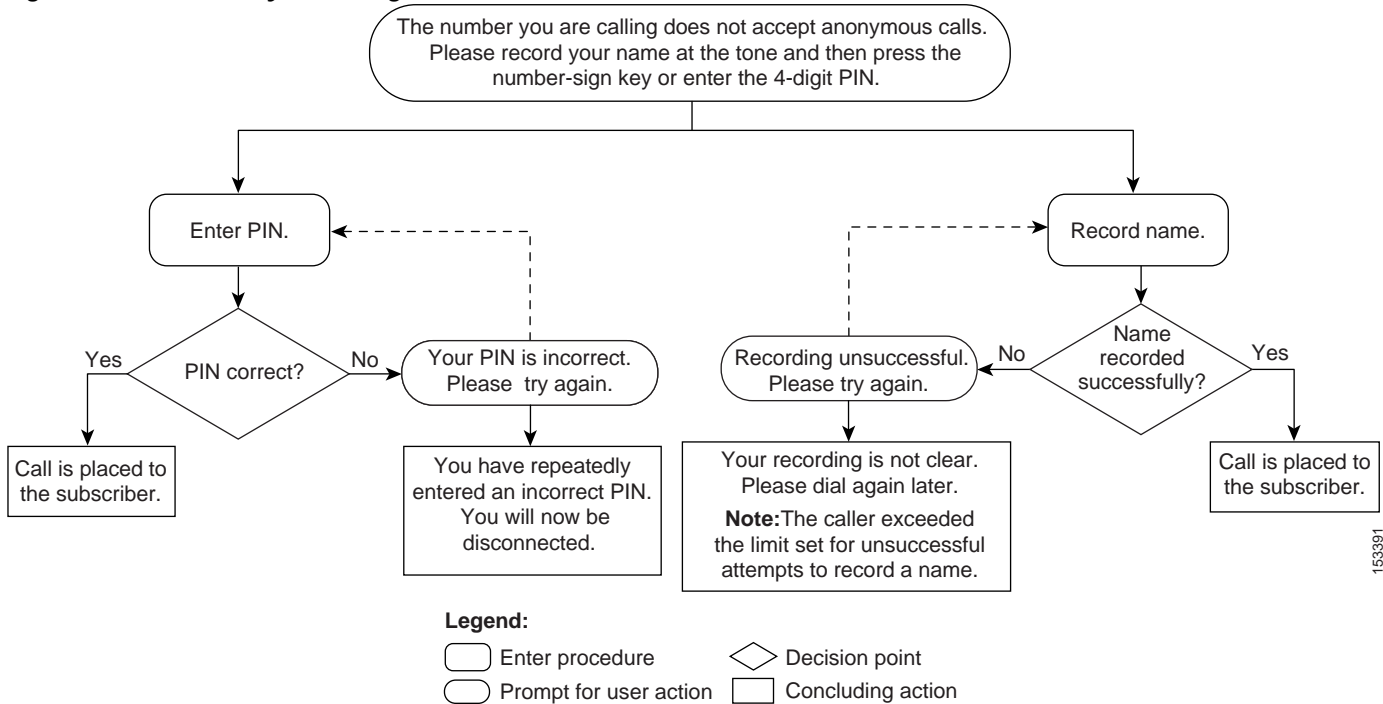 The number you are calling does not accept anonymous calls.
Please record your name at the tone and then press the
number-sign key or enter the 4-digit PIN.
Enter PIN.
Record name.
Yes
PIN correct?
No
Your PIN is incorrect.
Please try again.
Recording unsuccessful.
Please try again.
No
Name
recorded
successfully?
Yes
Call is placed to
the subscriber.
You have repeatedly
entered an incorrect PIN.
You will now be
disconnected.
Your recording is not clear.
Please dial again later.
Note:The caller exceeded
the limit set for unsuccessful
attempts to record a name.
Call is placed to
the subscriber.
153391
Legend:
Enter procedure
Decision point
Prompt for user action
Concluding action